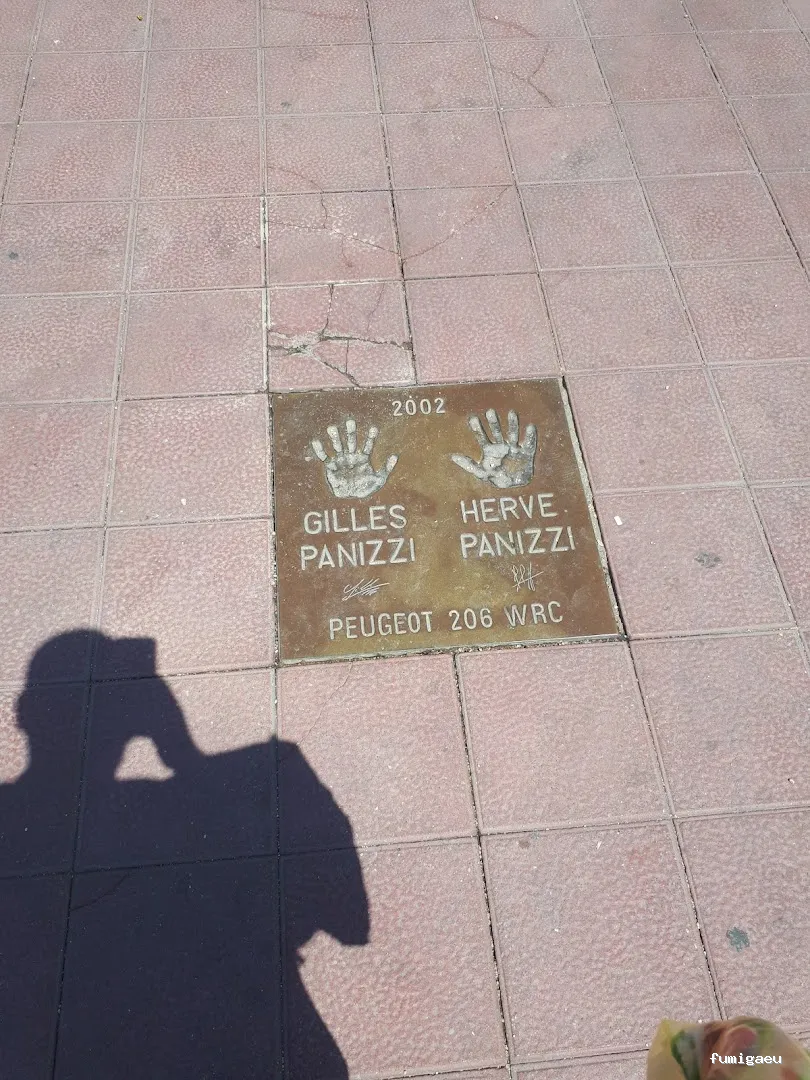 2002
GILLES HERVE
PANIZZI PANIZZI
PEUGEOT 206 WRC
fumigaeu